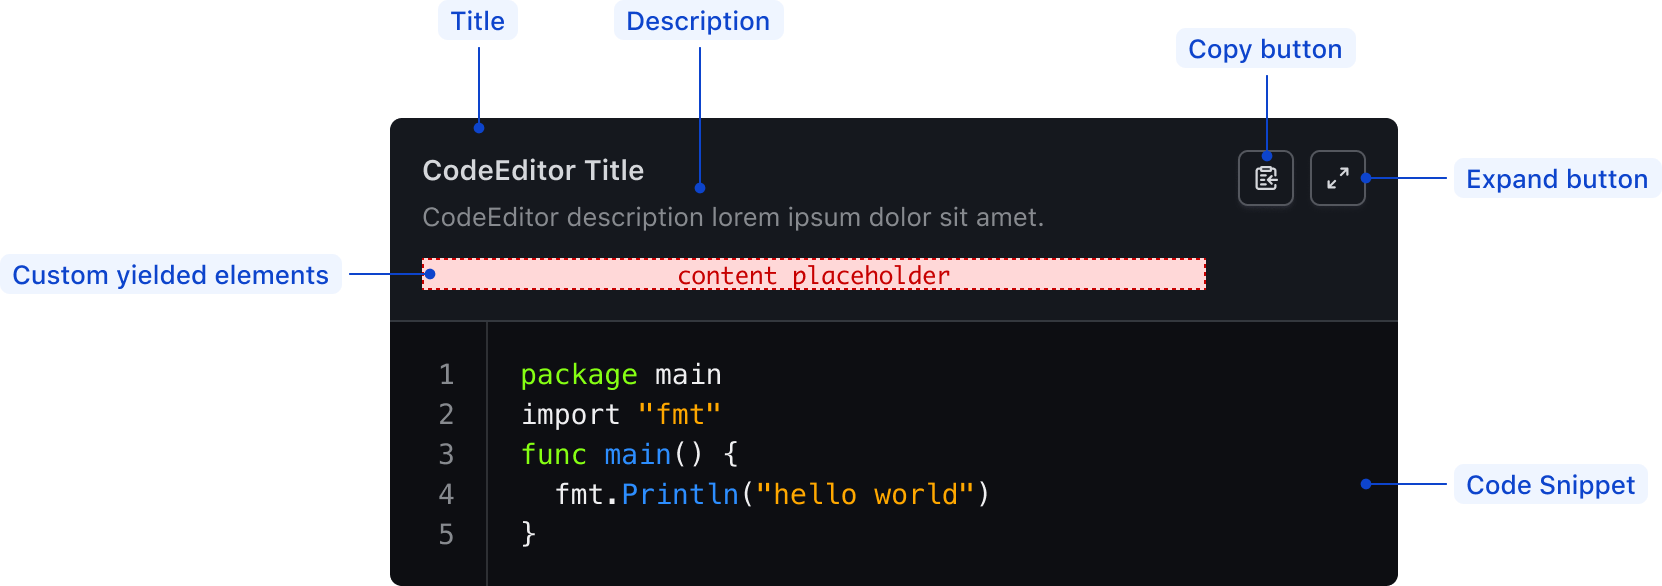 Title
Description
Copy button
CodeEditor Title
Expand button
CodeEditor description lorem ipsum dolor sit amet.
Custom yielded elements
content placeholder
1 package main
2 import "fmt"
3 func main() {
4   fmt.Println("hello world")
Code Snippet
5 }